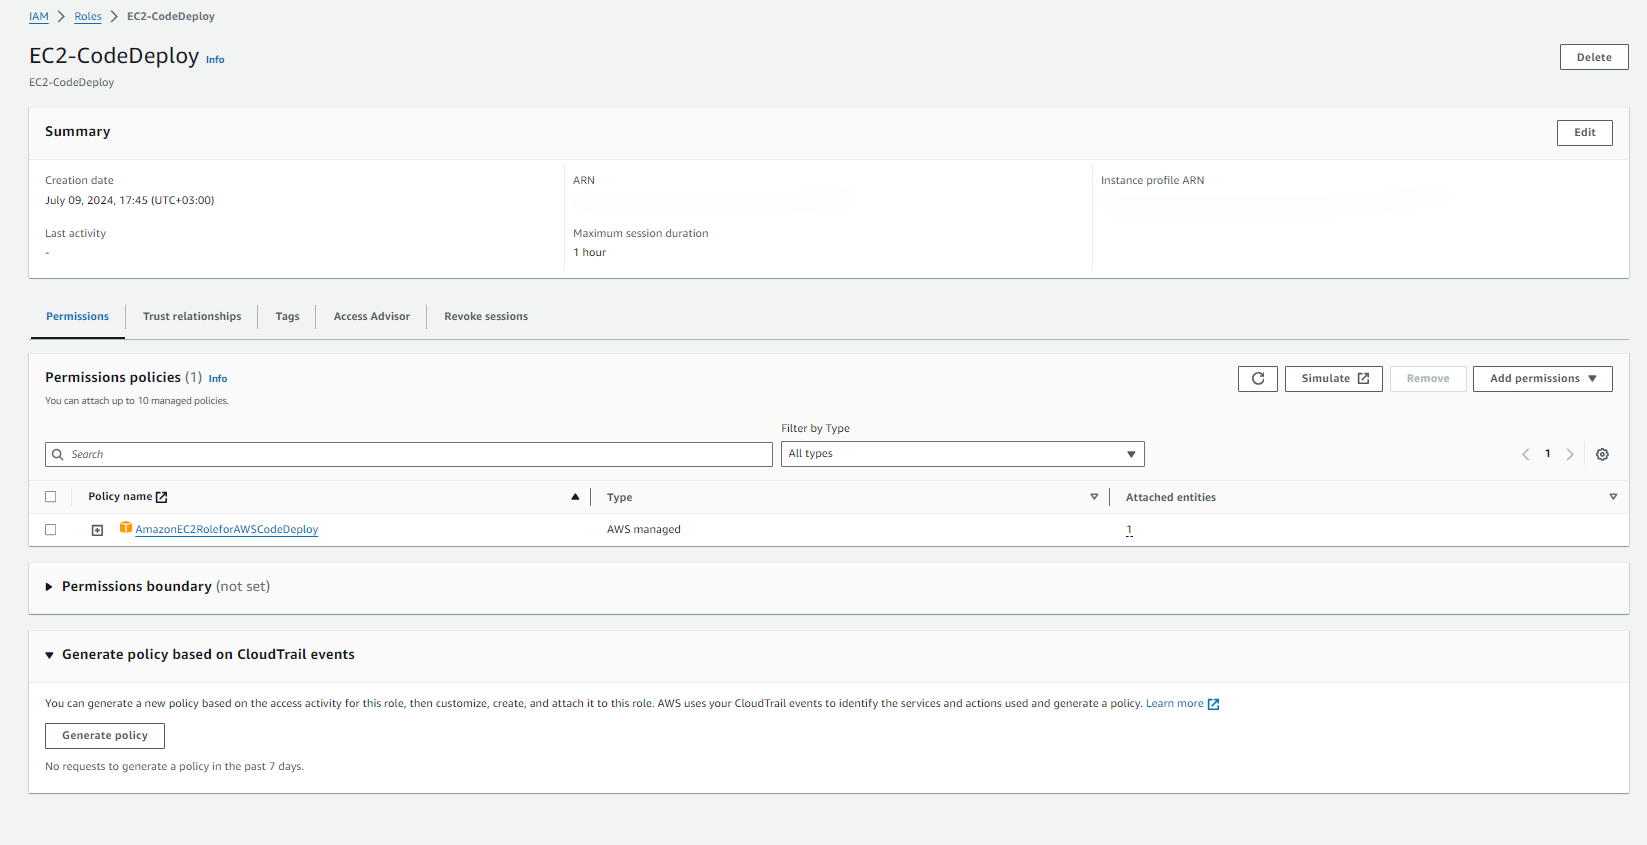 IAM > Roles > EC2-CodeDeploy
EC2-CodeDeploy Info
Delete
EC2-CodeDeploy
Summary
Edit
Creation date
July 09, 2024, 17:45 (UTC+03:00)
ARN
Instance profile ARN
Last activity
-
Maximum session duration
1 hour
Permissions
Trust relationships
Tags
Access Advisor
Revoke sessions
Permissions policies (1) Info
You can attach up to 10 managed policies.
Simulate
Remove
Add permissions
Filter by Type
Search
All types
1
Policy name
Type
Attached entities
AmazonEC2RoleforAWSCodeDeploy
AWS managed
1
Permissions boundary (not set)
Generate policy based on CloudTrail events
You can generate a new policy based on the access activity for this role, then customize, create, and attach it to this role. AWS uses your CloudTrail events to identify the services and actions used and generate a policy. Learn more
Generate policy
No requests to generate a policy in the past 7 days.